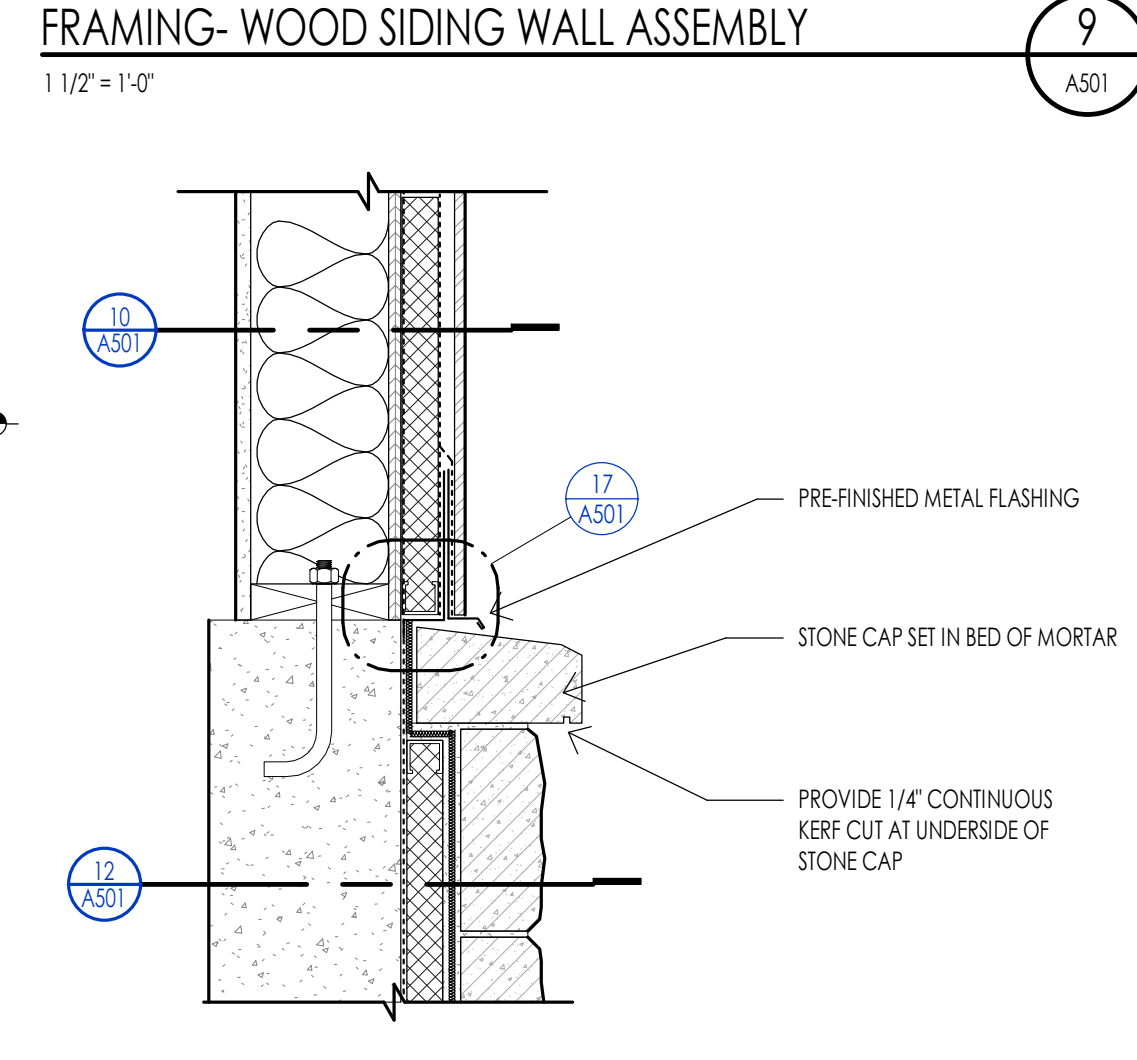 FRAMING- WOOD SIDING WALL ASSEMBLY
9
1 1/2" = 1'-0"
A501
10
A501
17
A501
PRE-FINISHED METAL FLASHING
STONE CAP SET IN BED OF MORTAR
PROVIDE 1/4" CONTINUOUS
KERF CUT AT UNDERSIDE OF
STONE CAP
12
A501